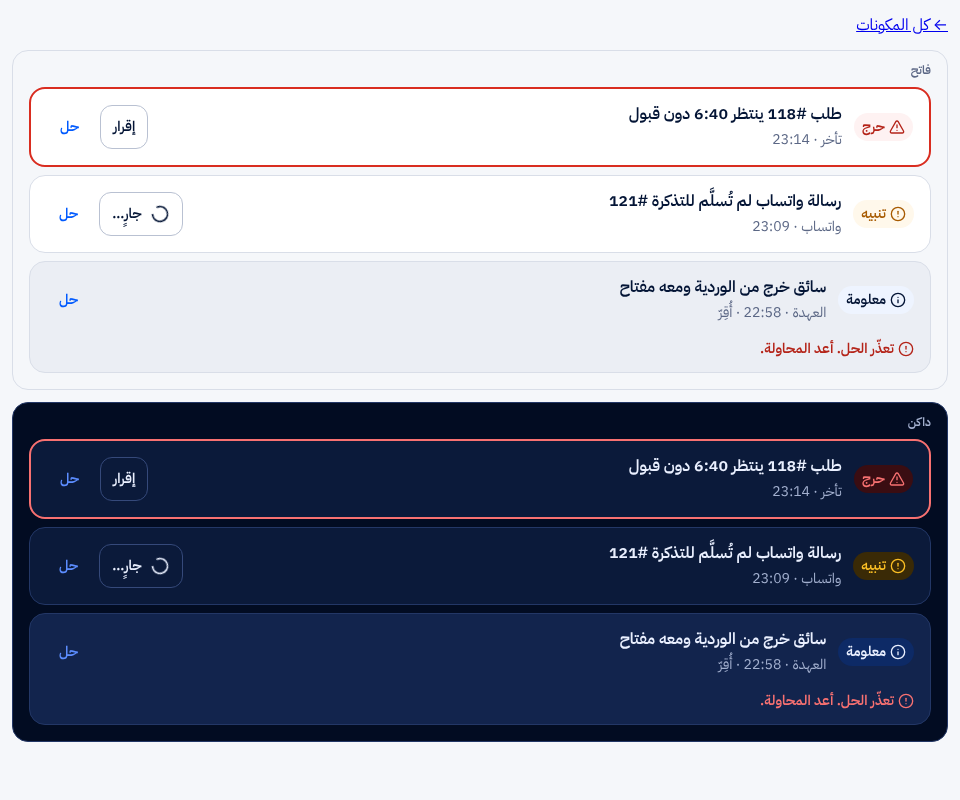 ← كل المكونات
فاتح
حرج
طلب #118 ينتظر 6:40 دون قبول
تأخر · 23:14
إقرار
حل
تنبيه
رسالة واتساب لم تُسلَّم للتذكرة #121
واتساب · 23:09
جارٍ…
حل
معلومة
سائق خرج من الوردية ومعه مفتاح
العهدة · 22:58 · أُقِرّ
حل
تعذّر الحل. أعد المحاولة.
داكن
حرج
طلب #118 ينتظر 6:40 دون قبول
تأخر · 23:14
إقرار
حل
تنبيه
رسالة واتساب لم تُسلَّم للتذكرة #121
واتساب · 23:09
جارٍ…
حل
معلومة
سائق خرج من الوردية ومعه مفتاح
العهدة · 22:58 · أُقِرّ
حل
تعذّر الحل. أعد المحاولة.